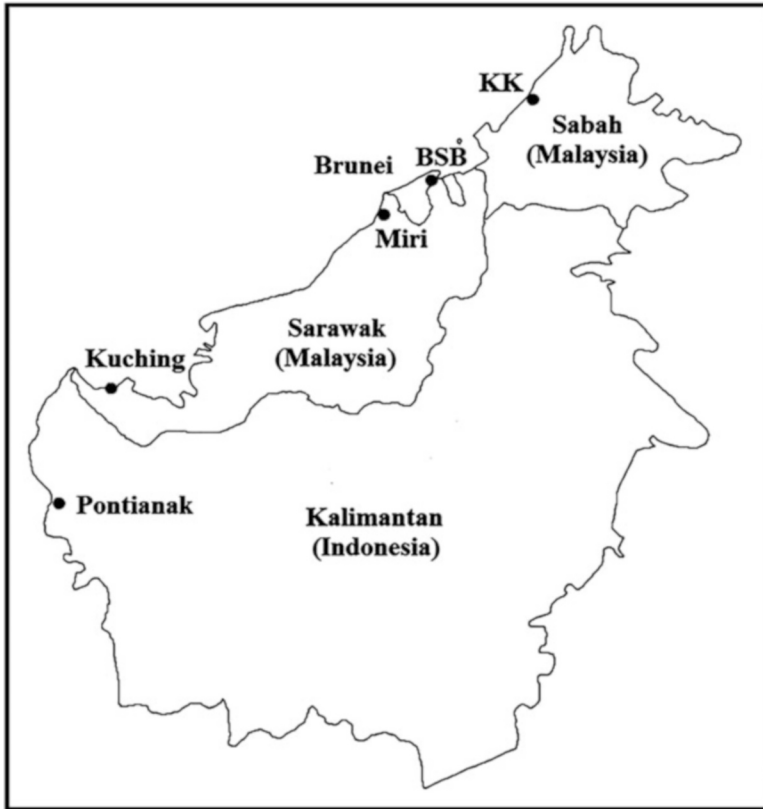 KK
Sabah
(Malaysia)
Brunei
BSB
Miri
Sarawak
(Malaysia)
Kuching
Pontianak
Kalimantan
(Indonesia)